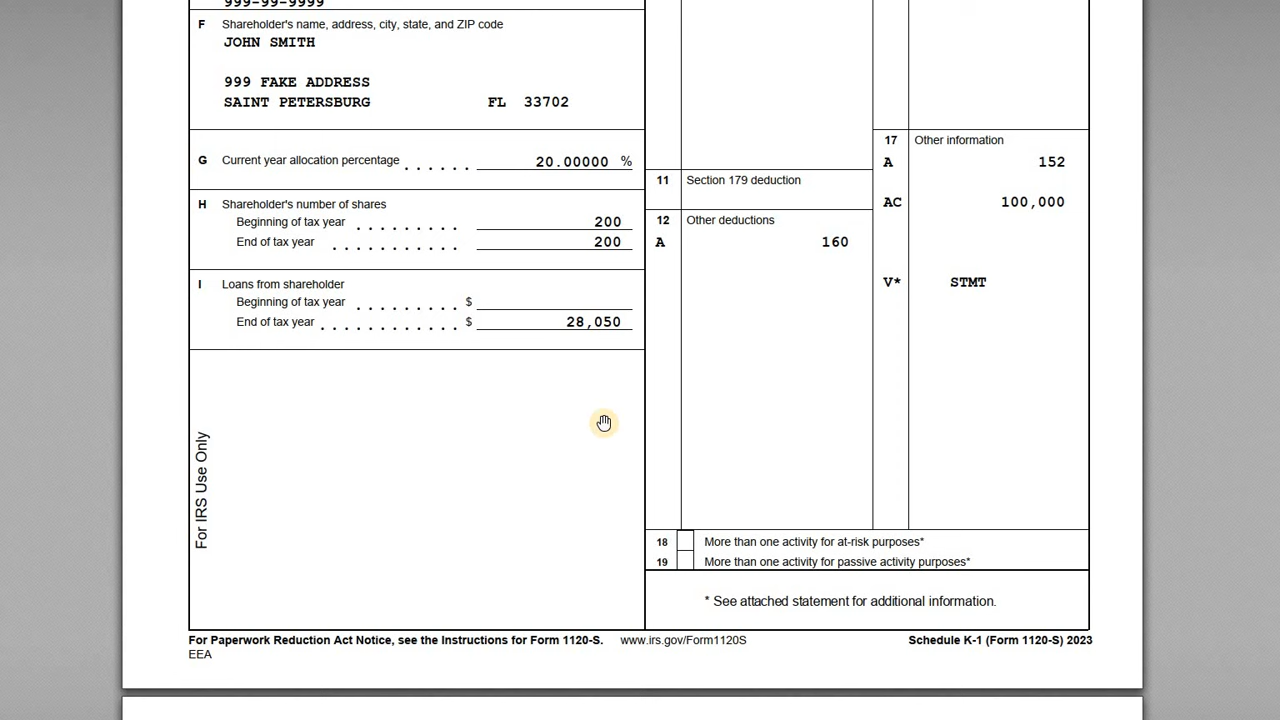 999-99-9999
F Shareholder's name, address, city, state, and ZIP code
JOHN SMITH
999 FAKE ADDRESS
SAINT PETERSBURG FL 33702
G Current year allocation percentage . . . . . . 20.00000 %
H Shareholder's number of shares
Beginning of tax year . . . . . . . . . 200
End of tax year . . . . . . . . . . . 200
I Loans from shareholder
Beginning of tax year . . . . . . . . . $
End of tax year . . . . . . . . . . . . $ 28,050
For IRS Use Only
11 Section 179 deduction
12 Other deductions
A 160
17 Other information
A 152
AC 100,000
V* STMT
18 More than one activity for at-risk purposes*
19 More than one activity for passive activity purposes*
* See attached statement for additional information.
For Paperwork Reduction Act Notice, see the Instructions for Form 1120-S. www.irs.gov/Form1120S Schedule K-1 (Form 1120-S) 2023
EEA